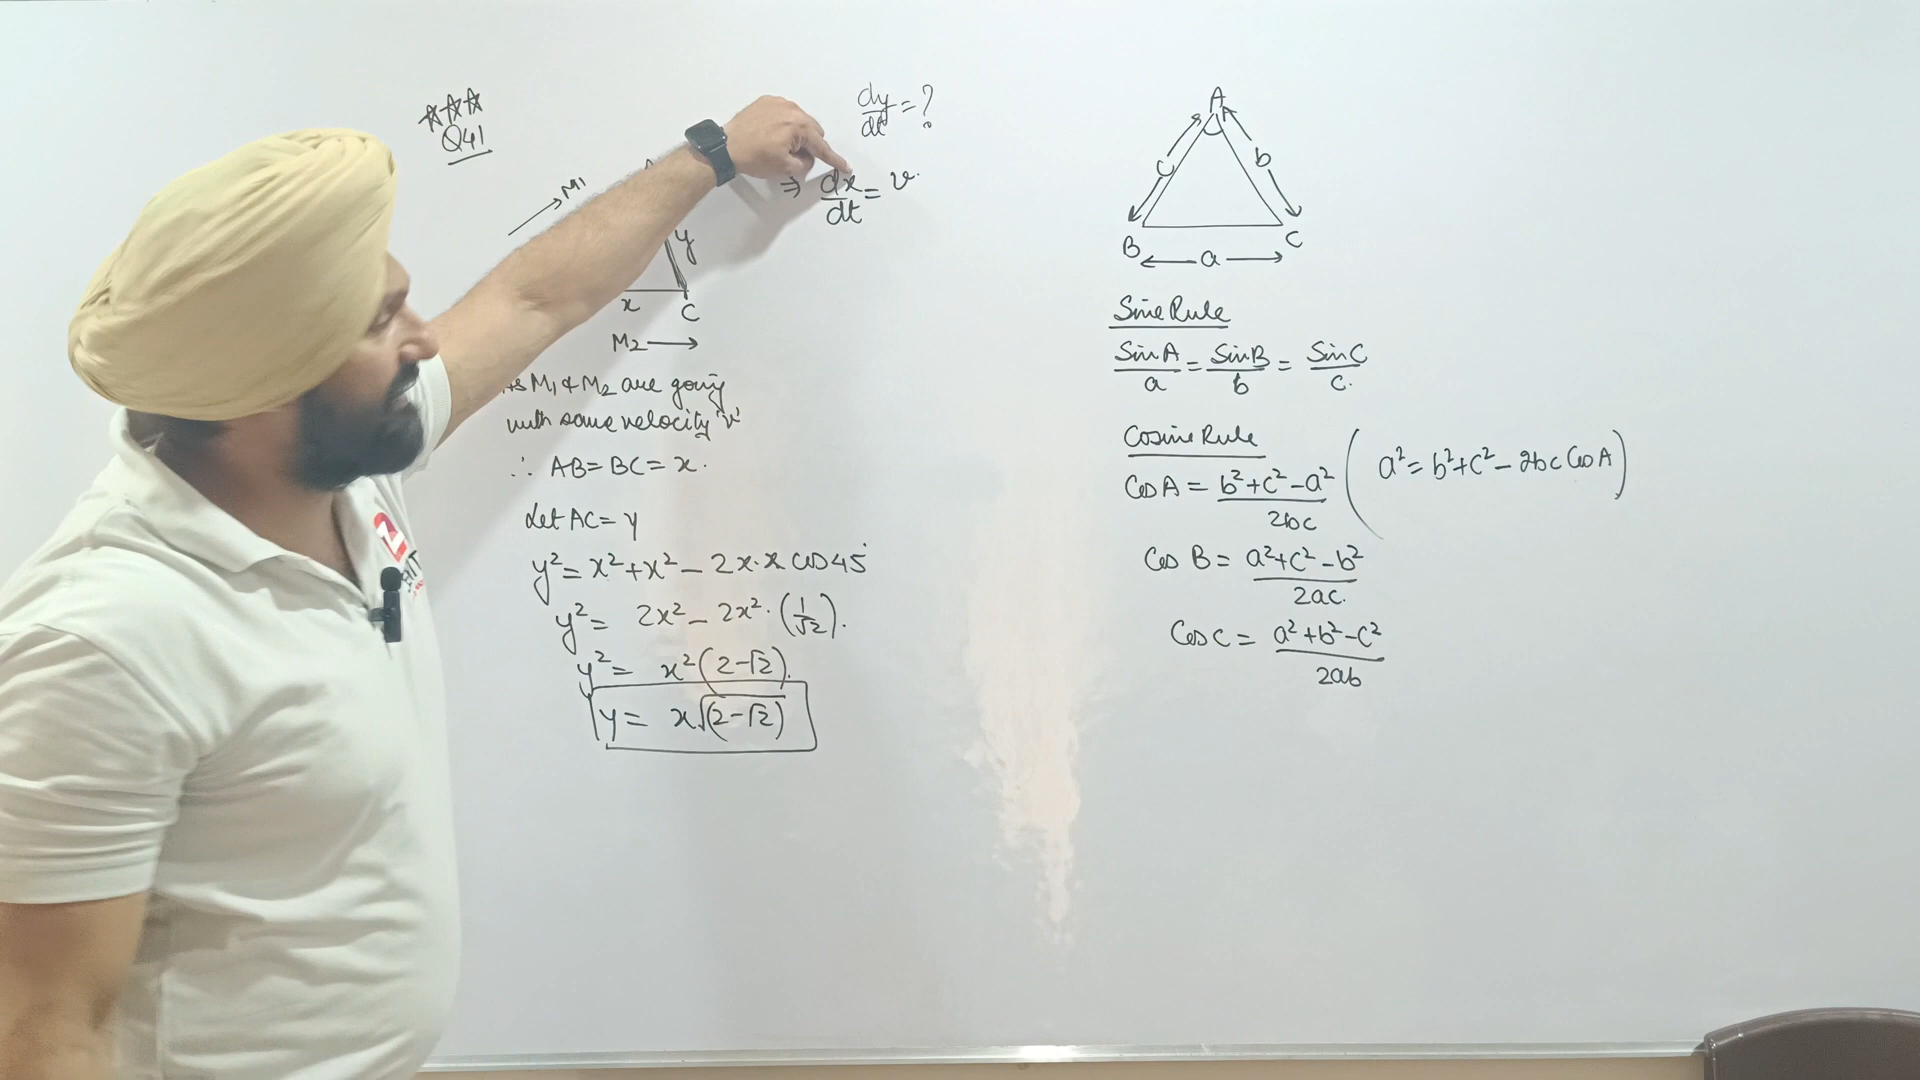 ☆☆☆
Q41
dy/dt = ?
⇒ dx/dt = v.
M1
y
x
C
M2 →
M1 & M2 are going
with same velocity 'v'
∴ AB = BC = x.
Let AC = y
y² = x² + x² - 2x.x cos45°
y² = 2x² - 2x². (1/√2).
y² = x² (2-√2).
y = x√(2-√2)
A
A
c
b
B
C
← a →
Sine Rule
Sin A/a = Sin B/b = Sin C/c.
Cosine Rule
Cos A = b²+c²-a²/2bc (a² = b²+c²-2bc Cos A)
Cos B = a²+c²-b²/2ac.
Cos C = a²+b²-c²/2ab